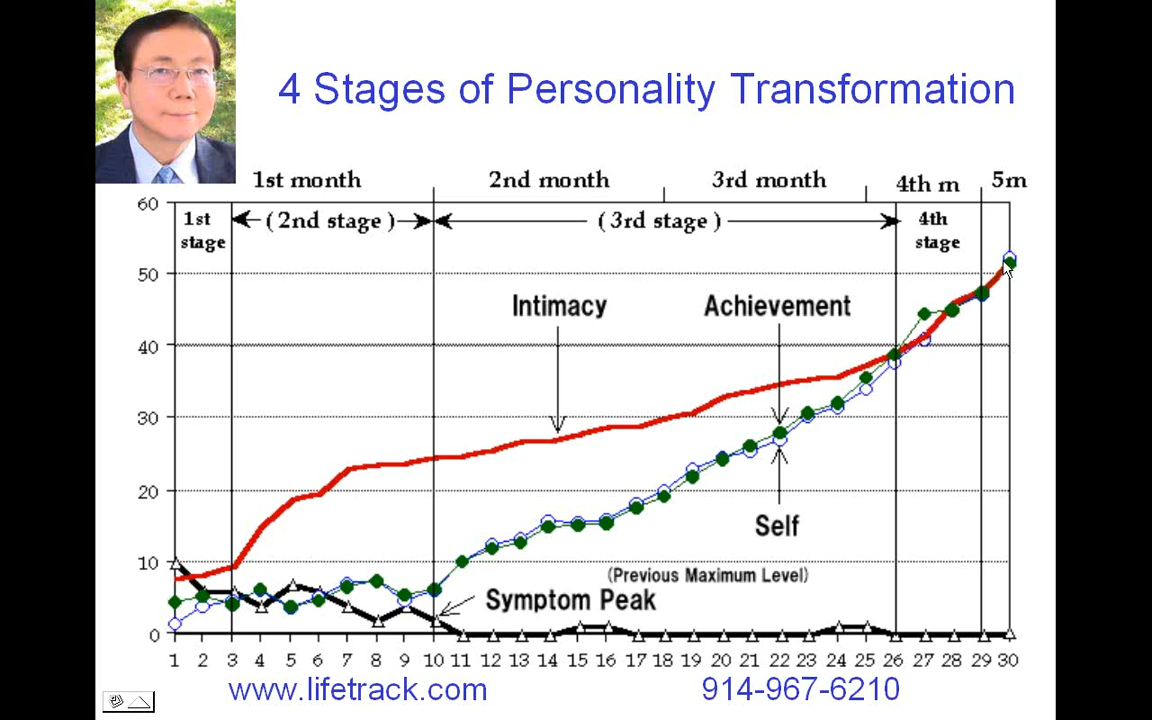 4 Stages of Personality Transformation
1st month 2nd month 3rd month 4th m 5m
60
1st stage
( 2nd stage )
( 3rd stage )
4th stage
50
Intimacy
Achievement
40
30
20
Self
10
(Previous Maximum Level)
Symptom Peak
0
1 2 3 4 5 6 7 8 9 10 11 12 13 14 15 16 17 18 19 20 21 22 23 24 25 26 27 28 29 30
www.lifetrack.com 914-967-6210